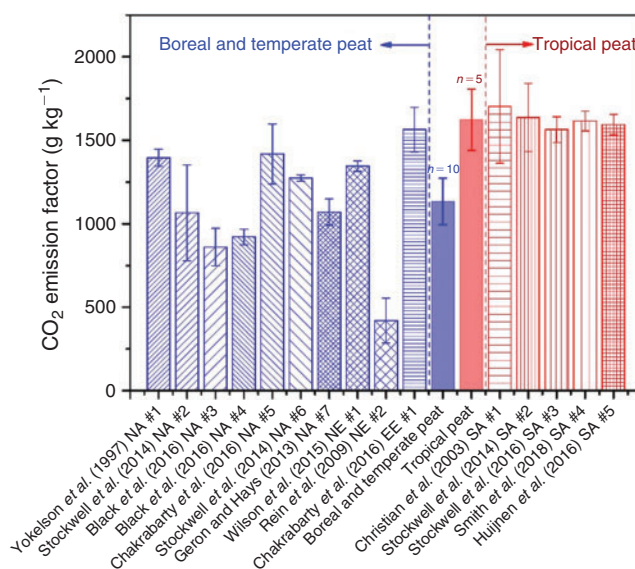 Boreal and temperate peat
Tropical peat
n=5
n=10
CO₂ emission factor (g kg⁻¹)
2000
1500
1000
500
0
Yokelson et al. (1997) NA #1
Stockwell et al. (2014) NA #2
Black et al. (2016) NA #3
Black et al. (2016) NA #4
Chakrabarty et al. (2016) NA #5
Stockwell et al. (2014) NA #6
Geron and Hays (2013) NA #7
Wilson et al. (2015) NE #1
Rein et al. (2009) NE #2
Chakrabarty et al. (2016) EE #1
Boreal and temperate peat
Tropical peat
Christian et al. (2003) SA #1
Stockwell et al. (2014) SA #2
Stockwell et al. (2016) SA #3
Smith et al. (2018) SA #4
Huijnen et al. (2016) SA #5